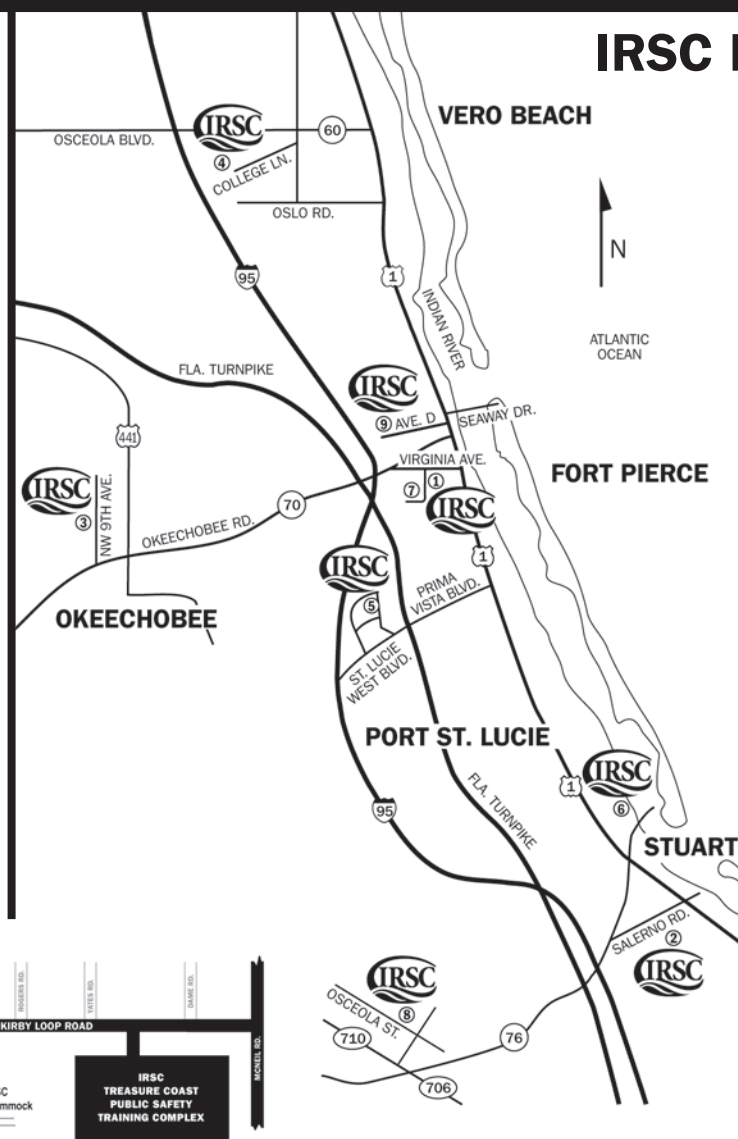 IRSC
VERO BEACH
IRSC
60
OSCEOLA BLVD.
4
COLLEGE LN.
OSLO RD.
N
95
1
INDIAN RIVER
ATLANTIC
OCEAN
FLA. TURNPIKE
IRSC
9
AVE. D
SEAWAY DR.
441
VIRGINIA AVE.
FORT PIERCE
IRSC
3
NW 9TH AVE.
7
1
IRSC
70
OKEECHOBEE RD.
1
IRSC
5
PRIMA
VISTA BLVD.
OKEECHOBEE
ST. LUCIE
WEST BLVD.
PORT ST. LUCIE
IRSC
6
1
FLA. TURNPIKE
95
STUART
SALERNO RD.
2
IRSC
IRSC
8
OSCEOLA ST.
710
76
706
ROGERS RD.
YATES RD.
DAME RD.
KIRBY LOOP ROAD
MCNEIL RD.
IRSC
TREASURE COAST
PUBLIC SAFETY
TRAINING COMPLEX